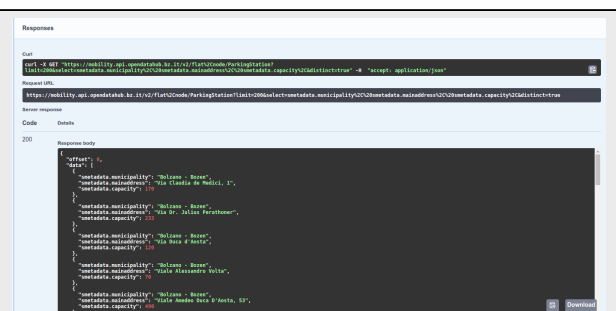 Responses
Curl
curl -X GET "https://mobility.api.opendatahub.bz.it/v2/flat%2Cnode/ParkingStation?
limit=200&select=smetadata.municipality%2C%20smetadata.mainaddress%2C%20smetadata.capacity%2C&distinct=true" -H "accept: application/json"
Request URL
https://mobility.api.opendatahub.bz.it/v2/flat%2Cnode/ParkingStation?limit=200&select=smetadata.municipality%2C%20smetadata.mainaddress%2C%20smetadata.capacity%2C&distinct=true
Server response
Code Details
200
Response body
{
"offset": 0,
"data": [
{
"smetadata.municipality": "Bolzano - Bozen",
"smetadata.mainaddress": "Via Claudia de Medici, 1",
"smetadata.capacity": 170
},
{
"smetadata.municipality": "Bolzano - Bozen",
"smetadata.mainaddress": "Via Dr. Julius Perathoner",
"smetadata.capacity": 233
},
{
"smetadata.municipality": "Bolzano - Bozen",
"smetadata.mainaddress": "Via Duca d'Aosta",
"smetadata.capacity": 120
},
{
"smetadata.municipality": "Bolzano - Bozen",
"smetadata.mainaddress": "Viale Alessandro Volta",
"smetadata.capacity": 70
},
{
"smetadata.municipality": "Bolzano - Bozen",
"smetadata.mainaddress": "Viale Amedeo Duca D'Aosta, 53",
"smetadata.capacity":
Download